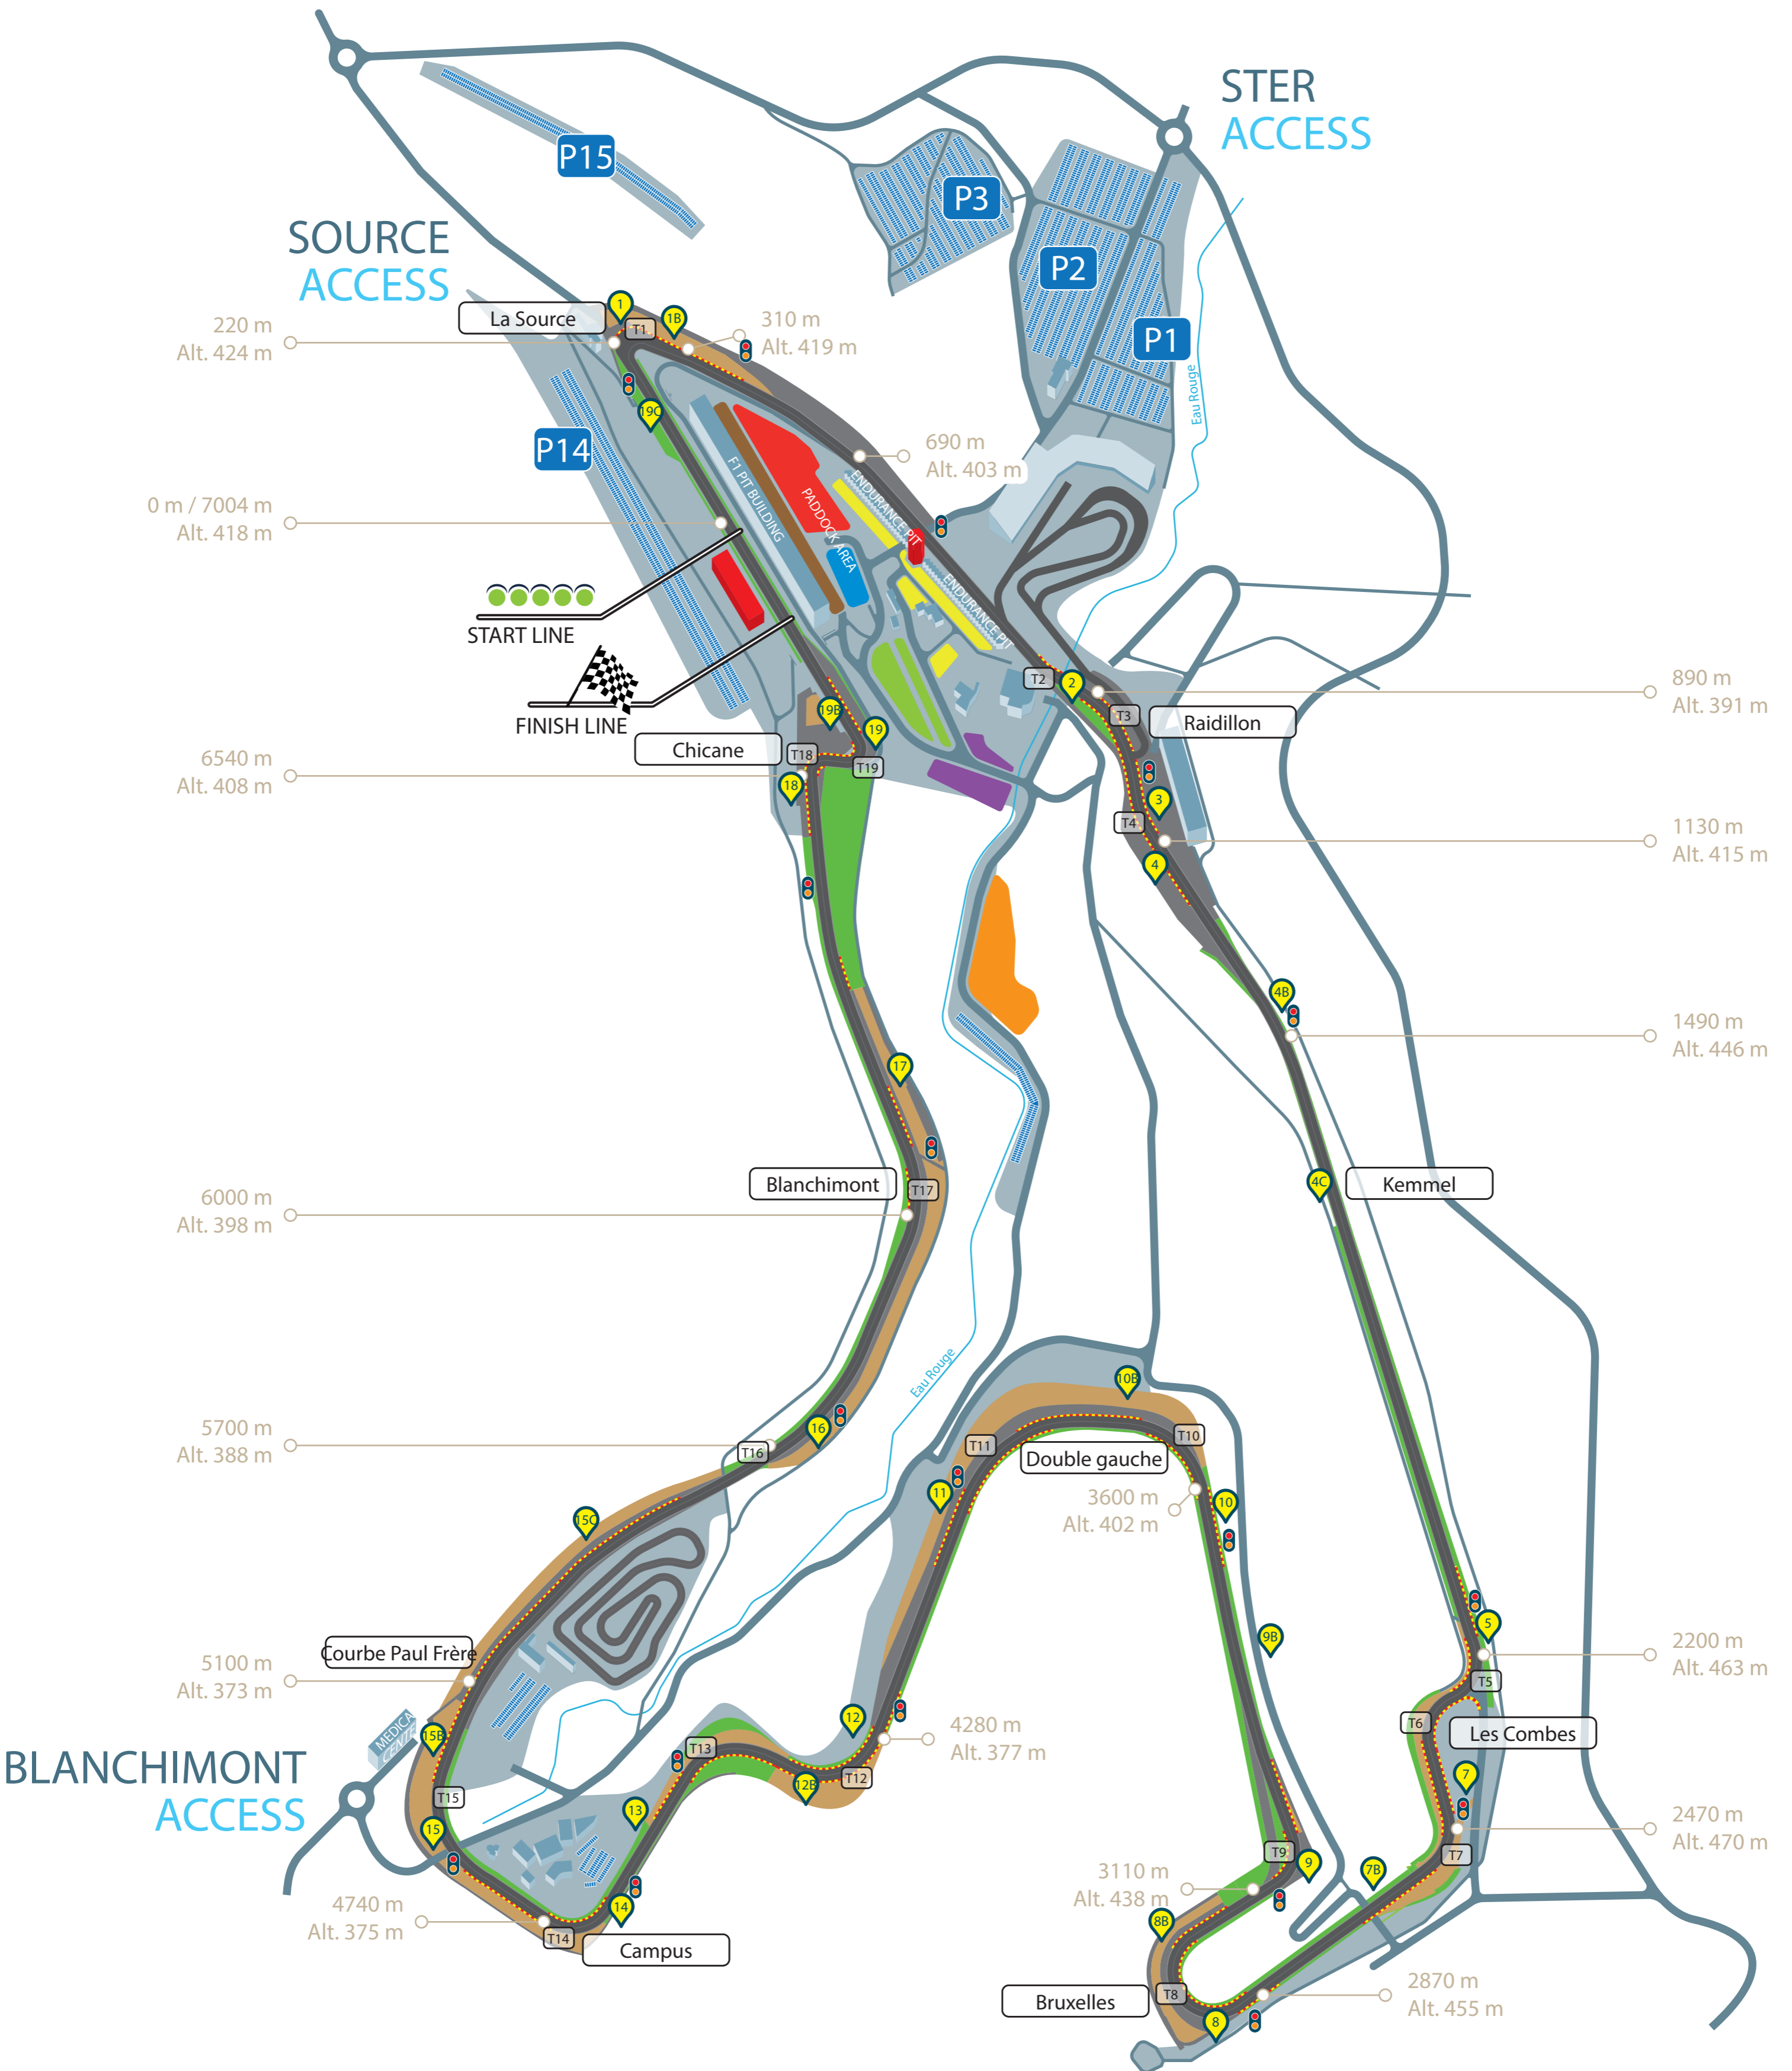 STER
ACCESS
P15
P3
P2
P1
SOURCE
ACCESS
La Source
1
T1
1B
310 m
Alt. 419 m
220 m
Alt. 424 m
Eau Rouge
19C
P14
F1 PIT BUILDING
PADDOCK AREA
ENDURANCE PIT
ENDURANCE PIT
690 m
Alt. 403 m
0 m / 7004 m
Alt. 418 m
START LINE
FINISH LINE
T2
2
T3
Raidillon
890 m
Alt. 391 m
19B
19
Chicane
T18
T19
18
6540 m
Alt. 408 m
3
T4
4
1130 m
Alt. 415 m
4B
1490 m
Alt. 446 m
17
Blanchimont
T17
4C
Kemmel
6000 m
Alt. 398 m
Eau Rouge
10B
5700 m
Alt. 388 m
T16
16
T11
T10
Double gauche
11
3600 m
Alt. 402 m
10
15C
9B
5
2200 m
Alt. 463 m
T5
Courbe Paul Frère
5100 m
Alt. 373 m
T6
Les Combes
15B
12
4280 m
Alt. 377 m
T13
T12
12B
7
BLANCHIMONT
ACCESS
T15
13
15
2470 m
Alt. 470 m
T7
T9
9
7B
3110 m
Alt. 438 m
4740 m
Alt. 375 m
14
T14
Campus
8B
T8
Bruxelles
8
2870 m
Alt. 455 m